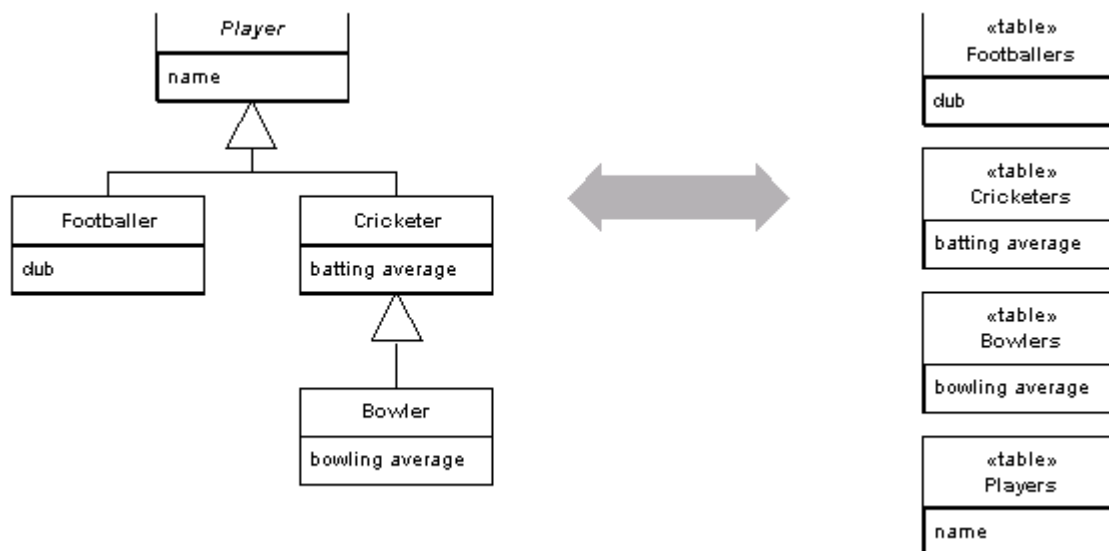 Player
name
Footballer
club
Cricketer
batting average
Bowler
bowling average
«table»
Footballers
club
«table»
Cricketers
batting average
«table»
Bowlers
bowling average
«table»
Players
name